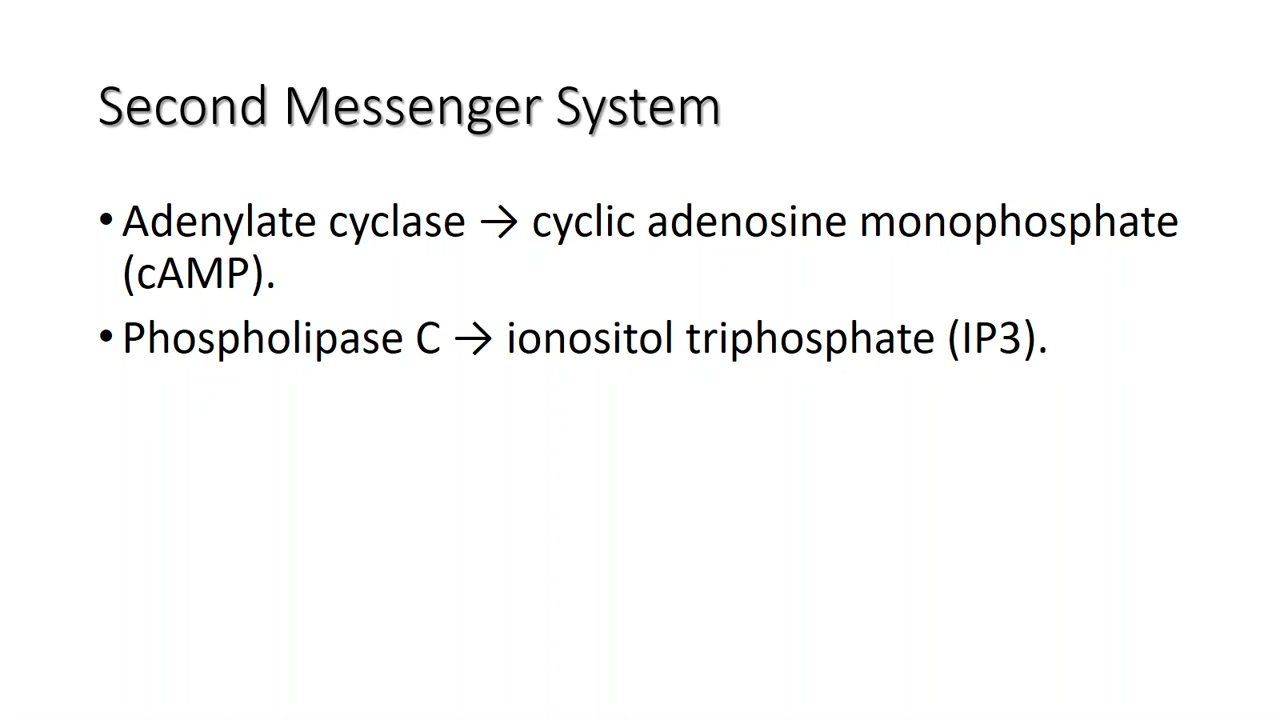 Second Messenger System
•Adenylate cyclase → cyclic adenosine monophosphate
(cAMP).
•Phospholipase C → ionositol triphosphate (IP3).